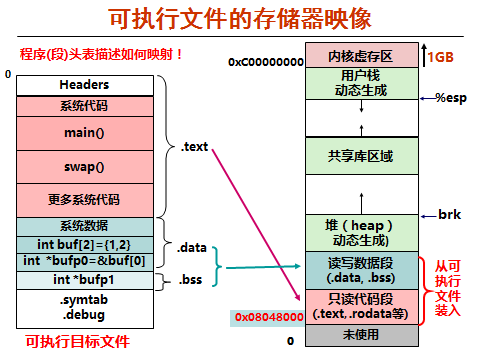 可执行文件的存储器映像
程序(段)头表描述如何映射！
0
Headers
系统代码
main()
swap()
更多系统代码
系统数据
int buf[2]={1,2}
int *bufp0=&buf[0]
int *bufp1
.symtab
.debug
可执行目标文件
.text
.data
.bss
0xC00000000
内核虚存区
1GB
用户栈
动态生成
%esp
共享库区域
brk
堆（heap）
动态生成)
读写数据段
(.data, .bss)
只读代码段
(.text, .rodata等)
从可
执行
文件
装入
0x08048000
未使用
0